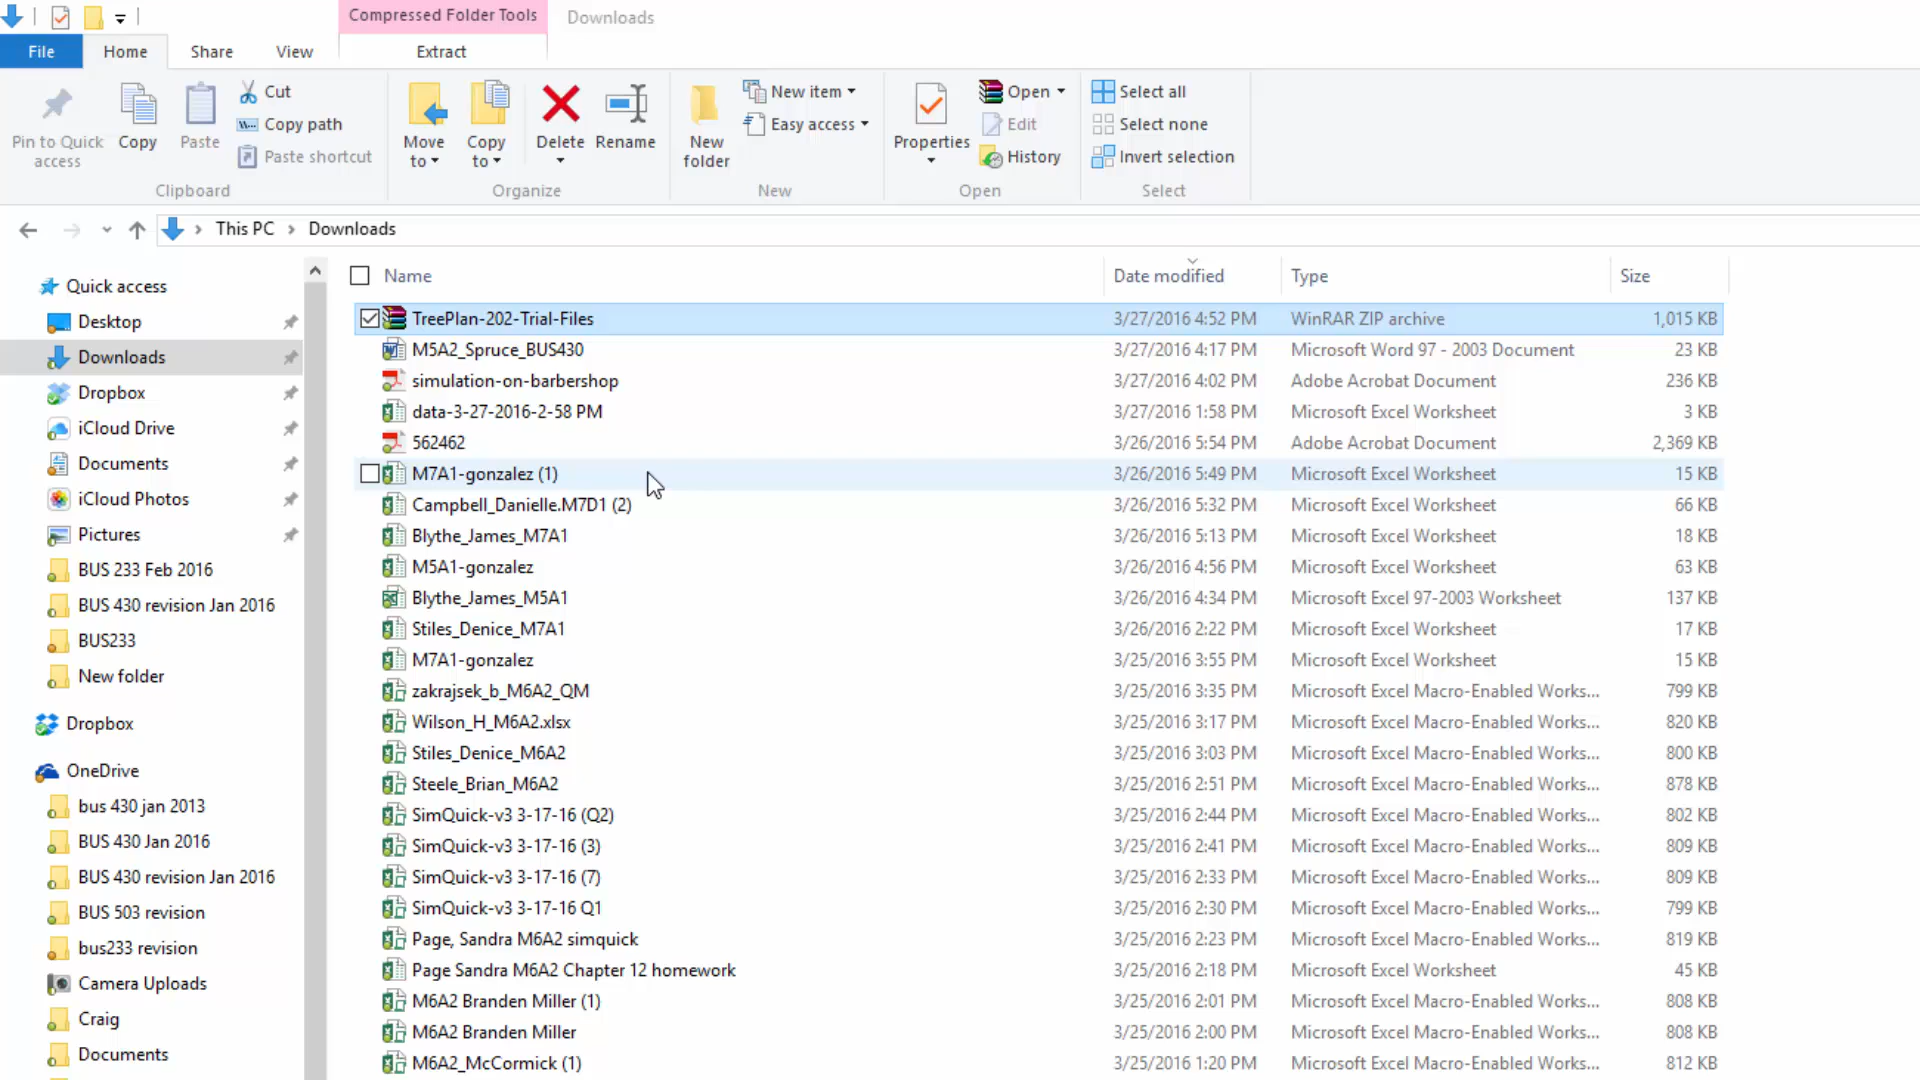 Compressed Folder Tools
Downloads
File
Home
Share
View
Extract
Pin to Quick access
Copy
Paste
Cut
Copy path
Paste shortcut
Clipboard
Move to
Copy to
Delete
Rename
Organize
New folder
New item
Easy access
New
Properties
Open
Edit
History
Open
Select all
Select none
Invert selection
Select
This PC
Downloads
Quick access
Desktop
Downloads
Dropbox
iCloud Drive
Documents
iCloud Photos
Pictures
BUS 233 Feb 2016
BUS 430 revision Jan 2016
BUS233
New folder
Dropbox
OneDrive
bus 430 jan 2013
BUS 430 Jan 2016
BUS 430 revision Jan 2016
BUS 503 revision
bus233 revision
Camera Uploads
Craig
Documents
Name Date modified Type Size
TreePlan-202-Trial-Files 3/27/2016 4:52 PM WinRAR ZIP archive 1,015 KB
M5A2_Spruce_BUS430 3/27/2016 4:17 PM Microsoft Word 97 - 2003 Document 23 KB
simulation-on-barbershop 3/27/2016 4:02 PM Adobe Acrobat Document 236 KB
data-3-27-2016-2-58 PM 3/27/2016 1:58 PM Microsoft Excel Worksheet 3 KB
562462 3/26/2016 5:54 PM Adobe Acrobat Document 2,369 KB
M7A1-gonzalez (1) 3/26/2016 5:49 PM Microsoft Excel Worksheet 15 KB
Campbell_Danielle.M7D1 (2) 3/26/2016 5:32 PM Microsoft Excel Worksheet 66 KB
Blythe_James_M7A1 3/26/2016 5:13 PM Microsoft Excel Worksheet 18 KB
M5A1-gonzalez 3/26/2016 4:56 PM Microsoft Excel Worksheet 63 KB
Blythe_James_M5A1 3/26/2016 4:34 PM Microsoft Excel 97-2003 Worksheet 137 KB
Stiles_Denice_M7A1 3/26/2016 2:22 PM Microsoft Excel Worksheet 17 KB
M7A1-gonzalez 3/25/2016 3:55 PM Microsoft Excel Worksheet 15 KB
zakrajsek_b_M6A2_QM 3/25/2016 3:35 PM Microsoft Excel Macro-Enabled Works... 799 KB
Wilson_H_M6A2.xlsx 3/25/2016 3:17 PM Microsoft Excel Macro-Enabled Works... 820 KB
Stiles_Denice_M6A2 3/25/2016 3:03 PM Microsoft Excel Macro-Enabled Works... 800 KB
Steele_Brian_M6A2 3/25/2016 2:51 PM Microsoft Excel Macro-Enabled Works... 878 KB
SimQuick-v3 3-17-16 (Q2) 3/25/2016 2:44 PM Microsoft Excel Macro-Enabled Works... 802 KB
SimQuick-v3 3-17-16 (3) 3/25/2016 2:41 PM Microsoft Excel Macro-Enabled Works... 809 KB
SimQuick-v3 3-17-16 (7) 3/25/2016 2:33 PM Microsoft Excel Macro-Enabled Works... 809 KB
SimQuick-v3 3-17-16 Q1 3/25/2016 2:30 PM Microsoft Excel Macro-Enabled Works... 799 KB
Page, Sandra M6A2 simquick 3/25/2016 2:23 PM Microsoft Excel Macro-Enabled Works... 819 KB
Page Sandra M6A2 Chapter 12 homework 3/25/2016 2:18 PM Microsoft Excel Worksheet 45 KB
M6A2 Branden Miller (1) 3/25/2016 2:01 PM Microsoft Excel Macro-Enabled Works... 808 KB
M6A2 Branden Miller 3/25/2016 2:00 PM Microsoft Excel Macro-Enabled Works... 808 KB
M6A2_McCormick (1) 3/25/2016 1:20 PM Microsoft Excel Macro-Enabled Works... 812 KB